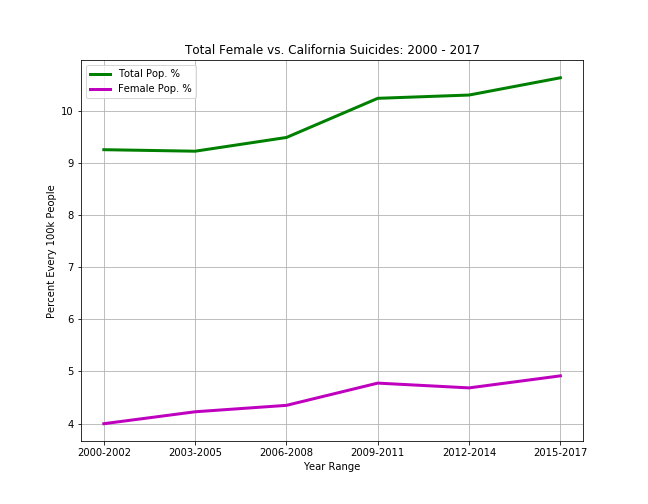 Total Female vs. California Suicides: 2000 - 2017
Total Pop. %
Female Pop. %
Percent Every 100k People
10
9
8
7
6
5
4
2000-2002 2003-2005 2006-2008 2009-2011 2012-2014 2015-2017
Year Range